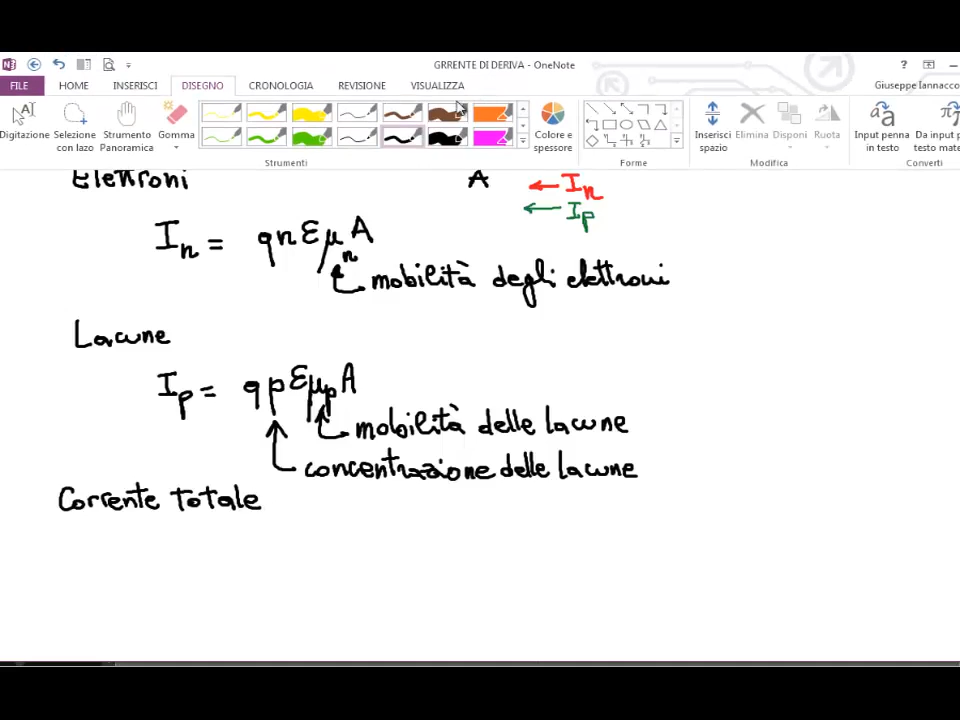 GRRENTE DI DERIVA - OneNote
?
Giuseppe Iannacco
FILE HOME INSERISCI DISEGNO CRONOLOGIA REVISIONE VISUALIZZA
Digitazione Selezione con lazo Strumento Panoramica Gomma Colore e spessore Inserisci spazio Elimina Disponi Ruota Input penna in testo Da input p testo mate
Strumenti Forme Modifica Converti
Elettroni A ← In
← Ip
In = qnEμnA
mobilità degli elettroni
Lacune
Ip = qpEμpA
mobilità delle lacune
concentrazione delle lacune
Corrente totale